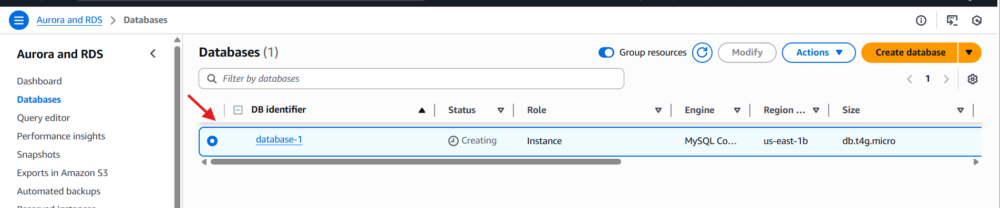 Aurora and RDS > Databases
Aurora and RDS
Dashboard
Databases
Query editor
Performance insights
Snapshots
Exports in Amazon S3
Automated backups
Databases (1)
Group resources
Modify
Actions
Create database
Filter by databases
1
DB identifier Status Role Engine Region ... Size
database-1 Creating Instance MySQL Co... us-east-1b db.t4g.micro